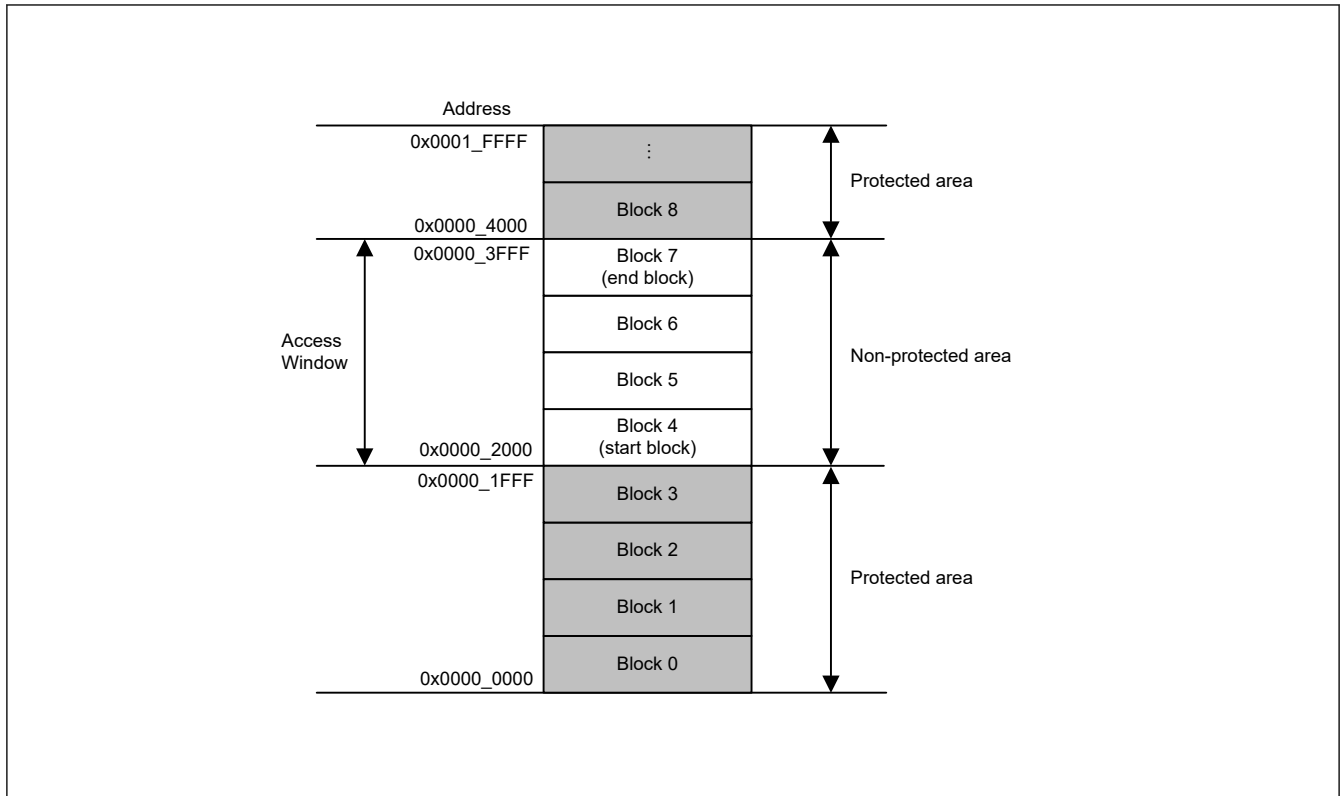 Address
0x0001_FFFF
⋮
Protected area
Block 8
0x0000_4000
0x0000_3FFF
Block 7
(end block)
Block 6
Access
Window
Non-protected area
Block 5
Block 4
(start block)
0x0000_2000
0x0000_1FFF
Block 3
Block 2
Protected area
Block 1
Block 0
0x0000_0000